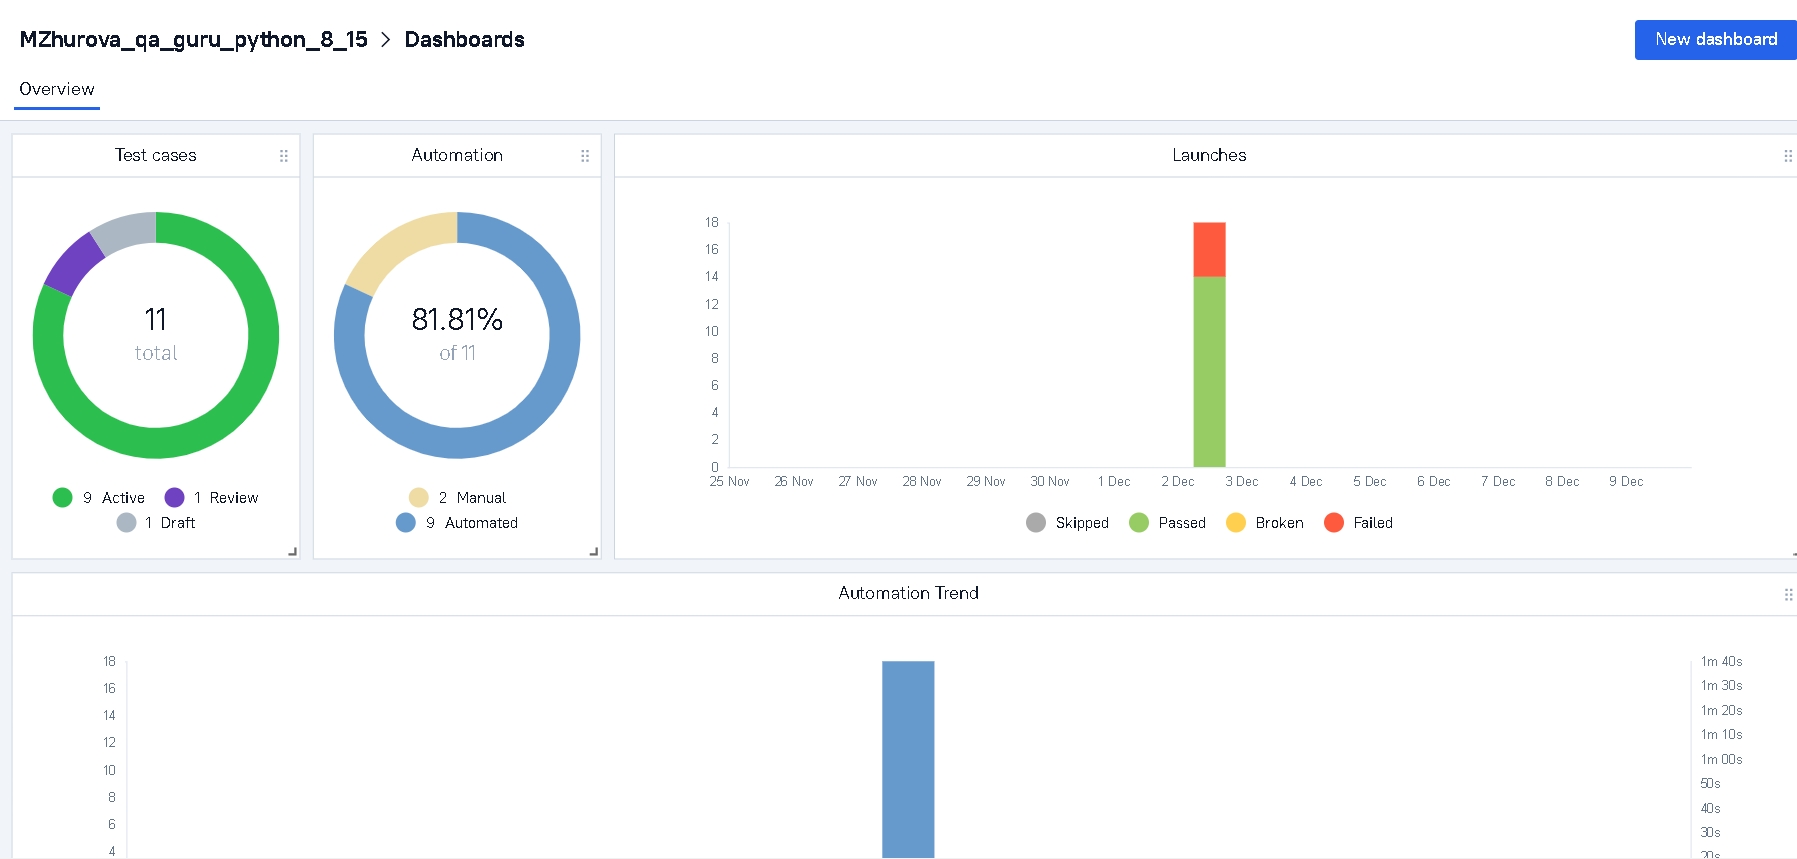 MZhurova_qa_guru_python_8_15 > Dashboards
New dashboard
Overview
Test cases
11
total
9 Active
1 Review
1 Draft
Automation
81.81%
of 11
2 Manual
9 Automated
Launches
18
16
14
12
10
8
6
4
2
0
25 Nov 26 Nov 27 Nov 28 Nov 29 Nov 30 Nov 1 Dec 2 Dec 3 Dec 4 Dec 5 Dec 6 Dec 7 Dec 8 Dec 9 Dec
Skipped Passed Broken Failed
Automation Trend
18
16
14
12
10
8
6
4
1m 40s
1m 30s
1m 20s
1m 10s
1m 00s
50s
40s
30s
20s